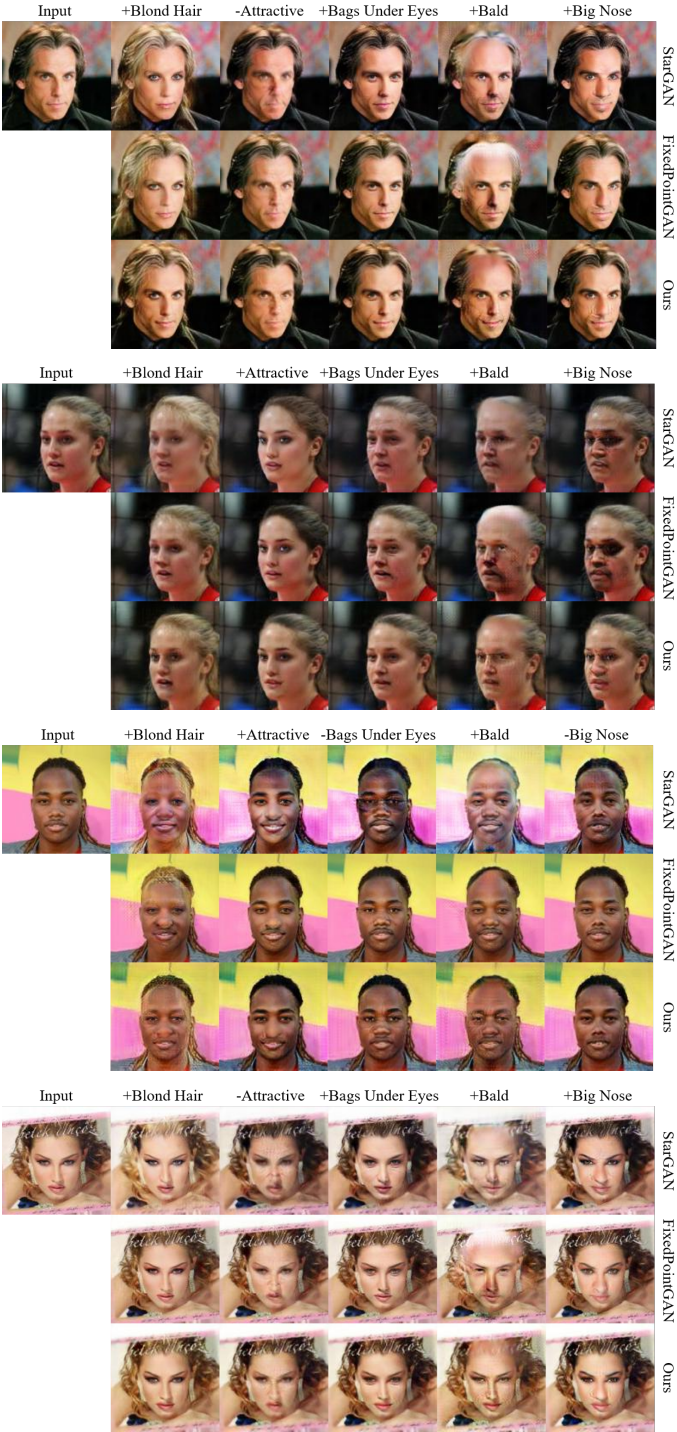 Input +Blond Hair -Attractive +Bags Under Eyes +Bald +Big Nose
StarGAN
FixedPointGAN
Ours
Input +Blond Hair +Attractive +Bags Under Eyes +Bald +Big Nose
StarGAN
FixedPointGAN
Ours
Input +Blond Hair +Attractive -Bags Under Eyes +Bald -Big Nose
StarGAN
FixedPointGAN
Ours
Input +Blond Hair -Attractive +Bags Under Eyes +Bald +Big Nose
StarGAN
FixedPointGAN
Ours